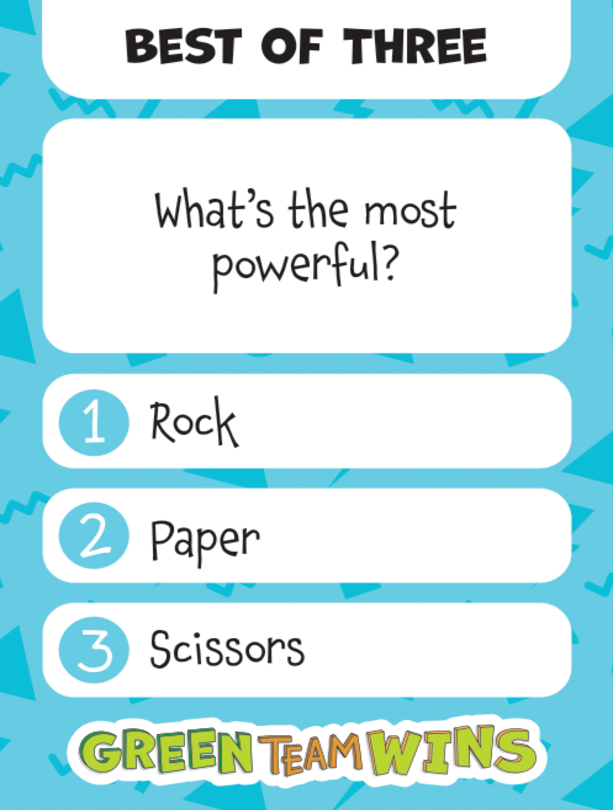 BEST OF THREE
What's the most
powerful?
1 Rock
2 Paper
3 Scissors
GREEN TEAM WINS